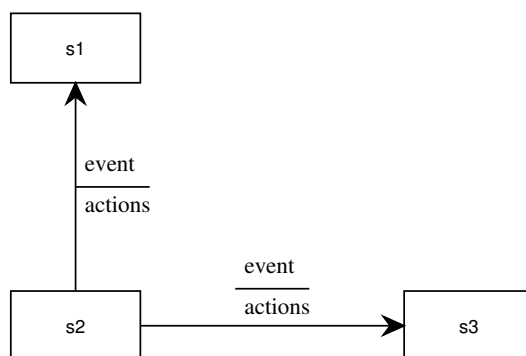 s1
event
actions
event
actions
s2
s3